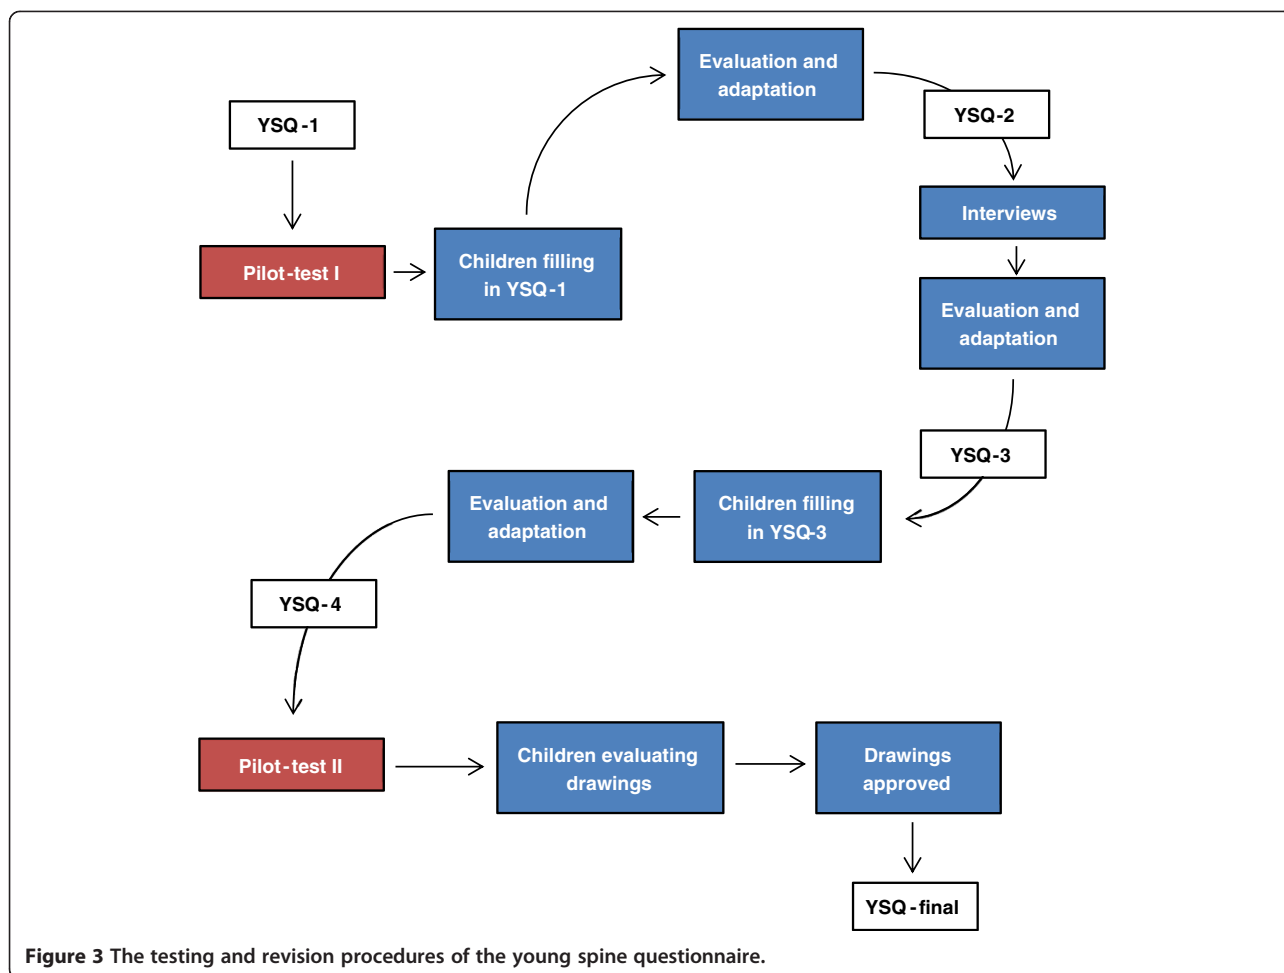 YSQ-1
Pilot-test I
Children filling
in YSQ-1
Evaluation and
adaptation
YSQ-2
Interviews
Evaluation and
adaptation
YSQ-3
Children filling
in YSQ-3
Evaluation and
adaptation
YSQ-4
Pilot-test II
Children evaluating
drawings
Drawings
approved
YSQ-final
Figure 3 The testing and revision procedures of the young spine questionnaire.